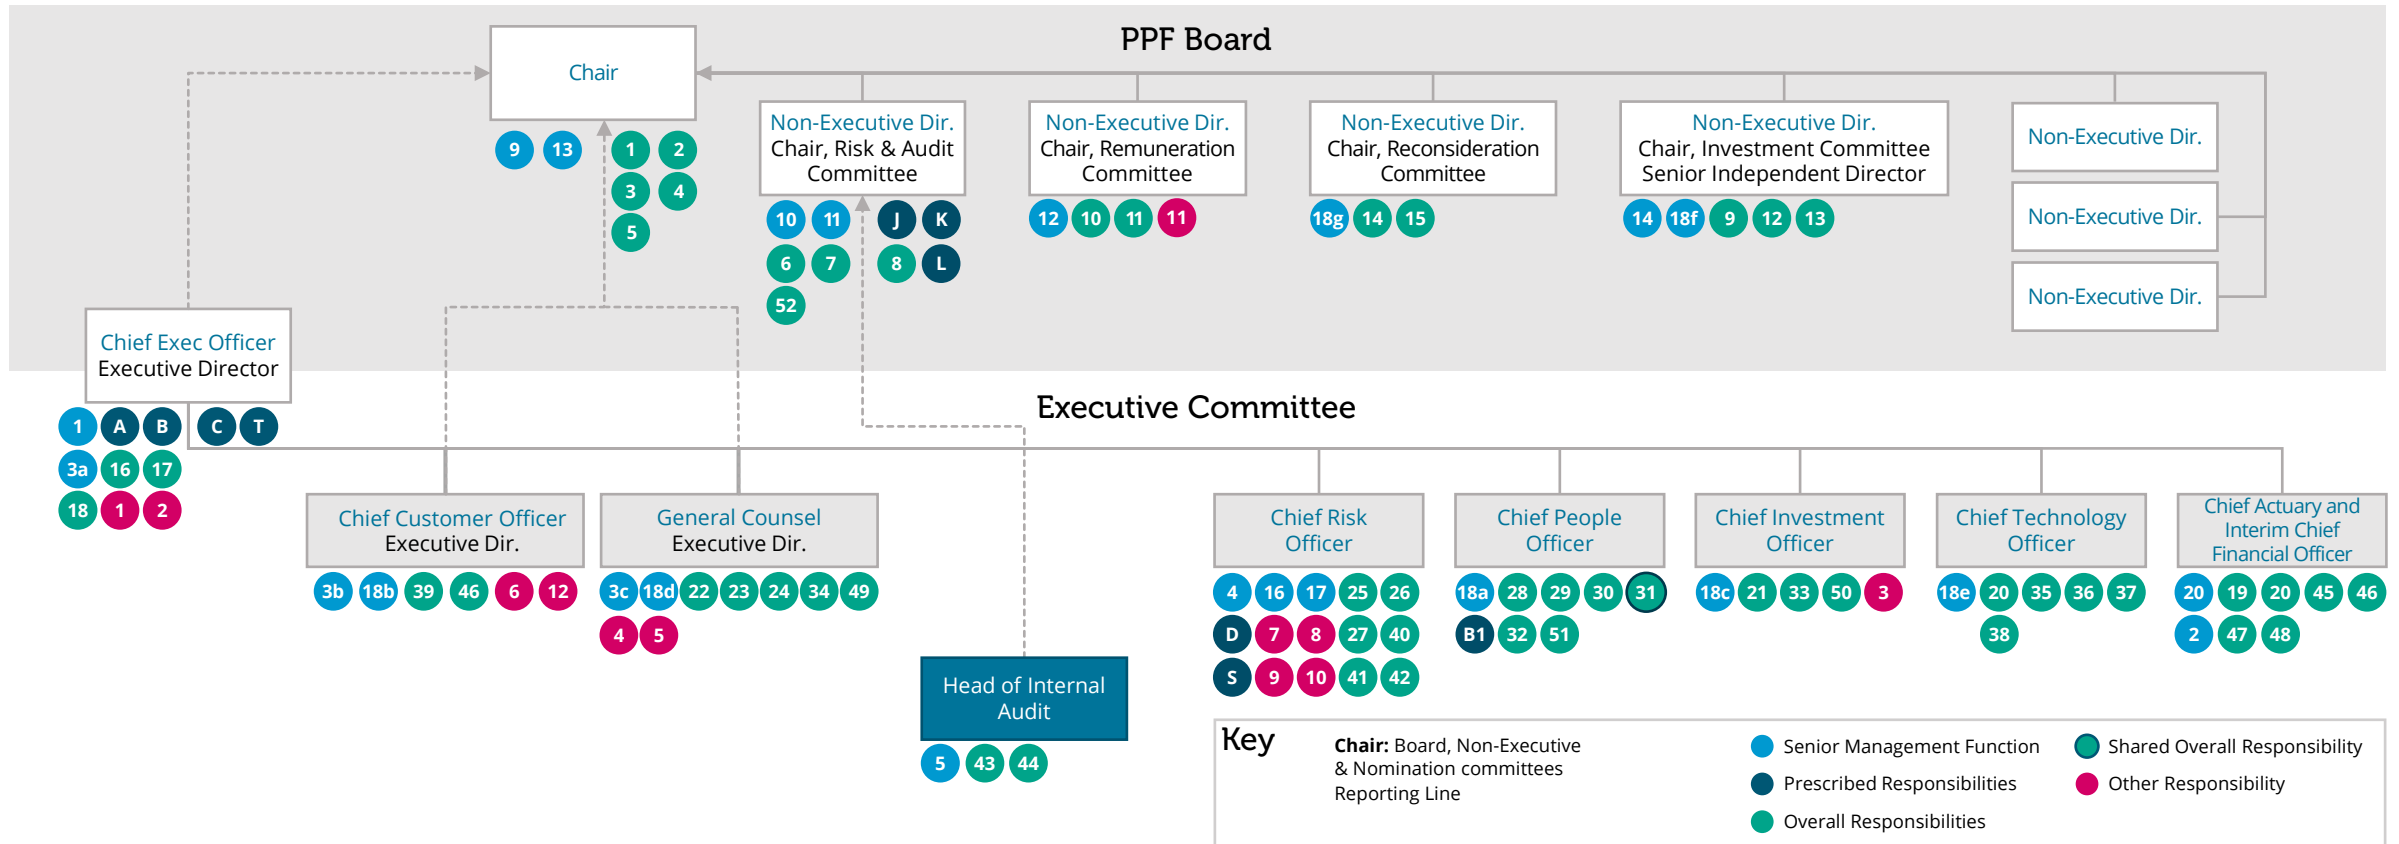 PPF Board
Chair
9 13 1 2
3 4
5
Non-Executive Dir.
Chair, Risk & Audit
Committee
10 11 J K
6 7 8 L
52
Non-Executive Dir.
Chair, Remuneration
Committee
12 10 11 11
Non-Executive Dir.
Chair, Reconsideration
Committee
18g 14 15
Non-Executive Dir.
Chair, Investment Committee
Senior Independent Director
14 18f 9 12 13
Non-Executive Dir.
Non-Executive Dir.
Non-Executive Dir.
Chief Exec Officer
Executive Director
1 A B C T
3a 16 17
18 1 2
Executive Committee
Chief Customer Officer
Executive Dir.
3b 18b 39 46 6 12
General Counsel
Executive Dir.
3c 18d 22 23 24 34 49
4 5
Head of Internal
Audit
5 43 44
Chief Risk
Officer
4 16 17 25 26
D 7 8 27 40
S 9 10 41 42
Chief People
Officer
18a 28 29 30 31
B1 32 51
Chief Investment
Officer
18c 21 33 50 3
Chief Technology
Officer
18e 20 35 36 37
38
Chief Actuary and
Interim Chief
Financial Officer
20 19 20 45 46
2 47 48
Key
Chair: Board, Non-Executive
& Nomination committees
Reporting Line
Senior Management Function
Prescribed Responsibilities
Overall Responsibilities
Shared Overall Responsibility
Other Responsibility